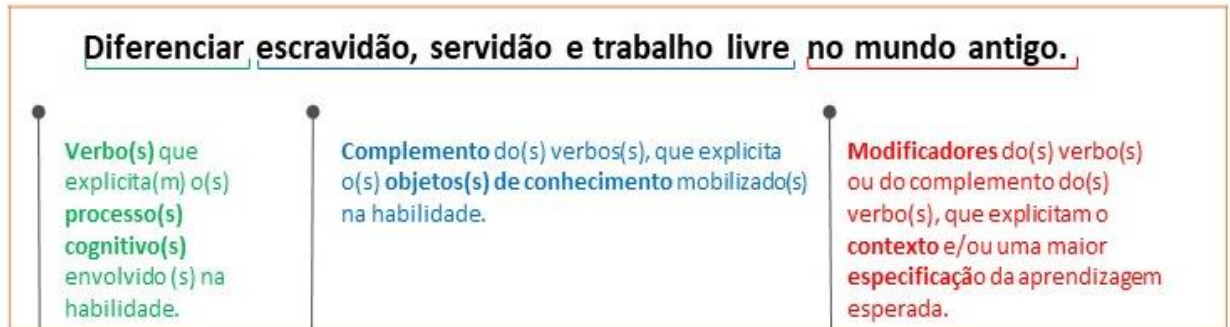 Diferenciar escravidão, servidão e trabalho livre no mundo antigo.
Verbo(s) que
explicita(m) o(s)
processo(s)
cognitivo(s)
envolvido (s) na
habilidade.
Complemento do(s) verbos(s), que explicita
o(s) objetos(s) de conhecimento mobilizado(s)
na habilidade.
Modificadores do(s) verbo(s)
ou do complemento do(s)
verbo(s), que explicitam o
contexto e/ou uma maior
especificação da aprendizagem
esperada.